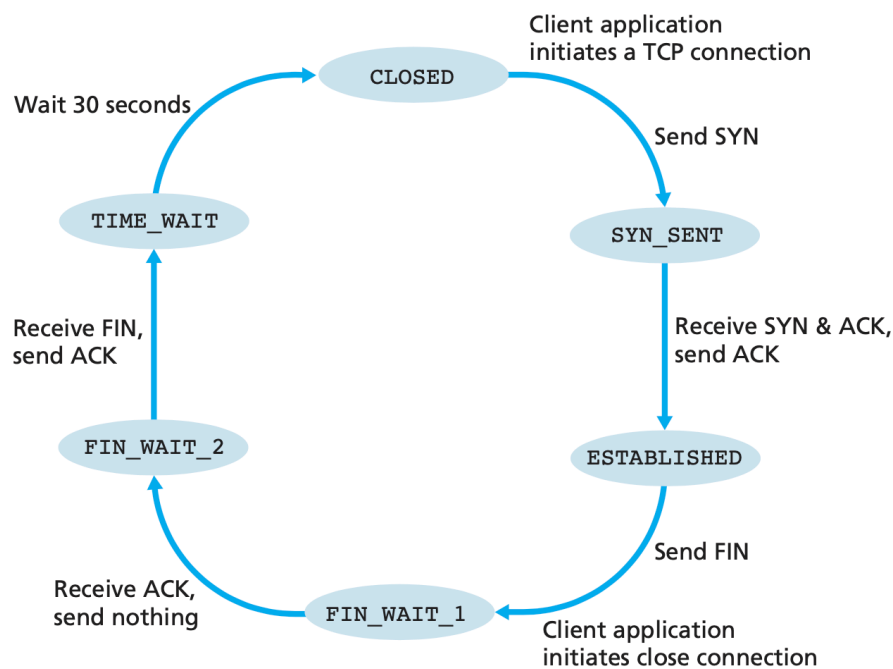 Client application
initiates a TCP connection
CLOSED
Wait 30 seconds
Send SYN
TIME_WAIT
SYN_SENT
Receive FIN,
send ACK
Receive SYN & ACK,
send ACK
FIN_WAIT_2
ESTABLISHED
Send FIN
Receive ACK,
send nothing
FIN_WAIT_1
Client application
initiates close connection